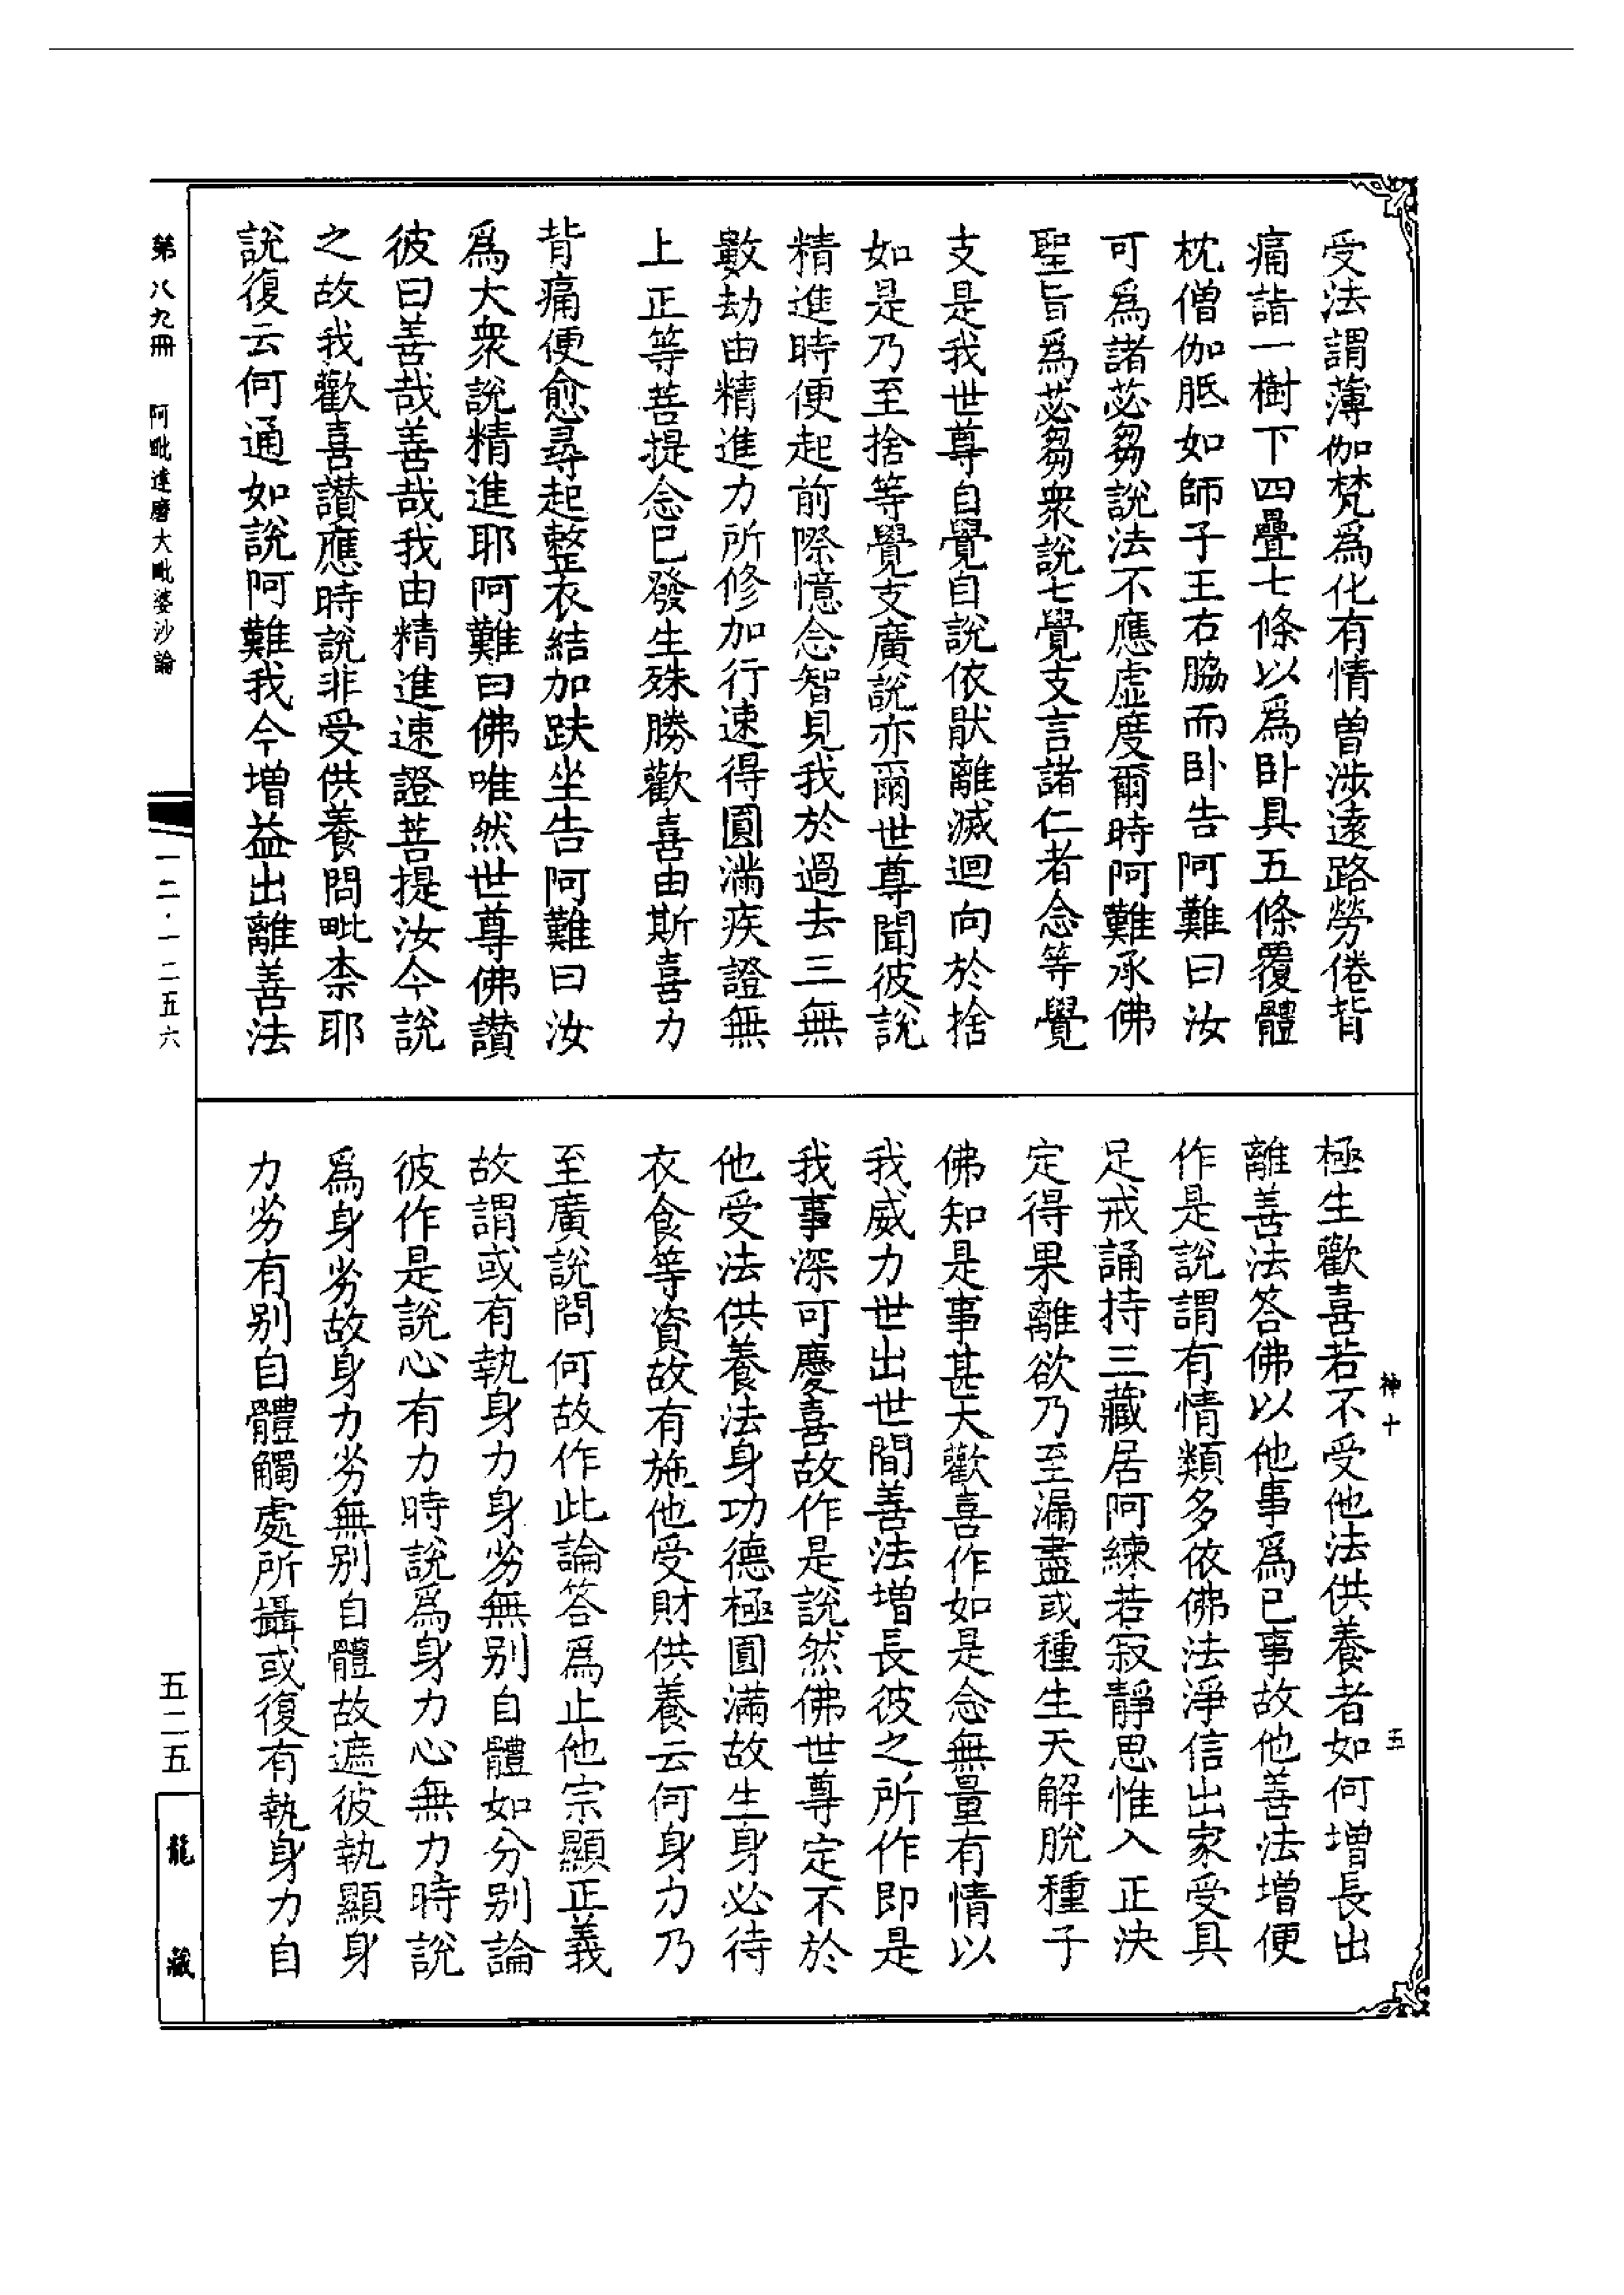 受法謂薄伽梵爲化有情曾涉遠路勞倦背
痛詣一樹下四疊七條以爲卧具五條覆體
枕僧伽胝如師子王右脇而卧告阿難曰汝
可爲諸苾芻說法不應虛度爾時阿難承佛
聖旨爲苾芻衆說七覺支言諸仁者念等覺
支是我世尊自覺自說依猒離滅迴向於捨
如是乃至捨等覺支廣說亦爾世尊聞彼說
精進時便起前際憶念智見我於過去三無
數劫由精進力所修加行速得圓滿疾證無
上正等菩提念已發生殊勝歡喜由斯喜力
背痛便愈尋起整衣結加趺坐告阿難曰汝
爲大衆說精進耶阿難曰佛唯然世尊佛讚
彼曰善哉善哉我由精進速證菩提汝今說
之故我歡喜讚應時說非受供養問毗柰耶
說復云何通如說阿難我今增益出離善法
極生歡喜若不受他法供養者如何增長出
離善法答佛以他事爲已事故他善法增便
作是說謂有情類多依佛法淨信出家受具
足戒誦持三藏居阿練若寂靜思惟入正決
定得果離欲乃至漏盡或種生天解脫種子
佛知是事甚大歡喜作如是念無量有情以
我威力世出世間善法增長彼之所作即是
我事深可慶喜故作是說然佛世尊定不於
他受法供養法身功德極圓滿故生身必待
衣食等資故有施他受財供養云何身力乃
至廣說問何故作此論答爲止他宗顯正義
故謂或有執身力身劣無別自體如分別論
彼作是說心有力時說爲身力心無力時說
爲身劣故身力劣無別自體故遮彼執顯身
力劣有別自體觸處所攝或復有執身力自
神十
五
第八九冊 阿毗達磨大毗婆沙論
一二·一二五六
五二五
龍藏